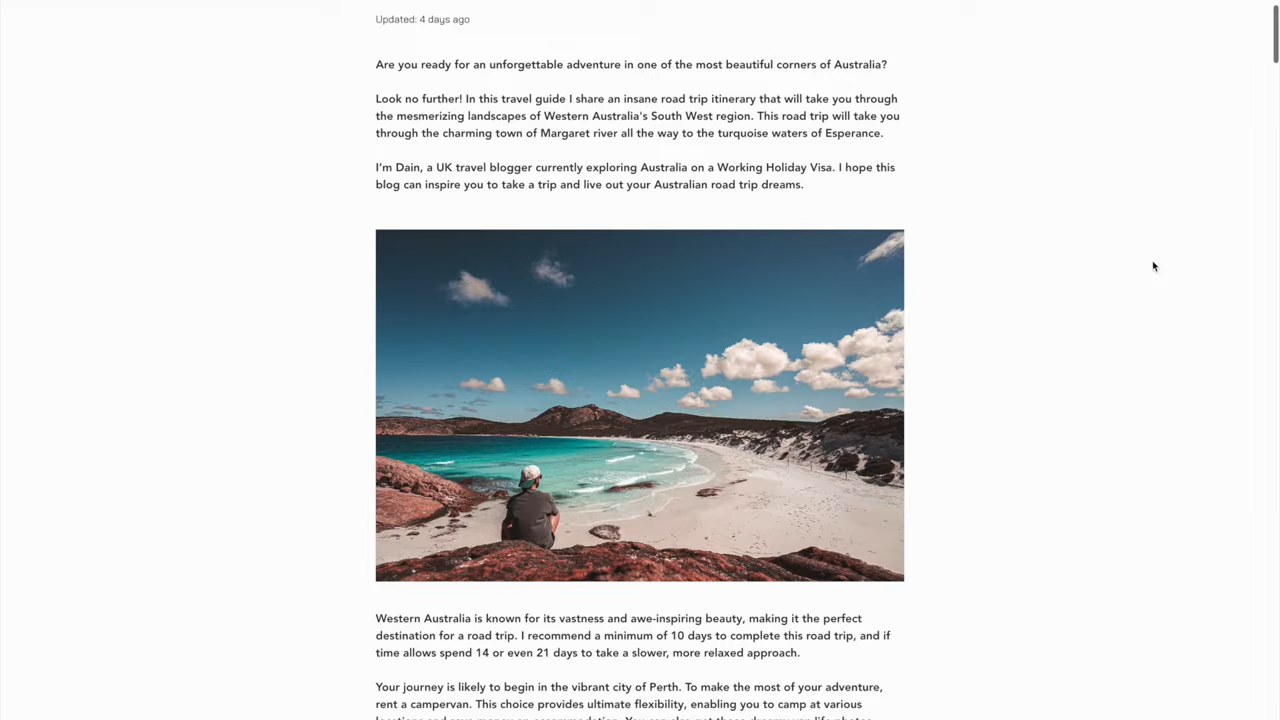 Updated: 4 days ago
Are you ready for an unforgettable adventure in one of the most beautiful corners of Australia?
Look no further! In this travel guide I share an insane road trip itinerary that will take you through
the mesmerizing landscapes of Western Australia's South West region. This road trip will take you
through the charming town of Margaret river all the way to the turquoise waters of Esperance.
I’m Dain, a UK travel blogger currently exploring Australia on a Working Holiday Visa. I hope this
blog can inspire you to take a trip and live out your Australian road trip dreams.
Western Australia is known for its vastness and awe-inspiring beauty, making it the perfect
destination for a road trip. I recommend a minimum of 10 days to complete this road trip, and if
time allows spend 14 or even 21 days to take a slower, more relaxed approach.
Your journey is likely to begin in the vibrant city of Perth. To make the most of your adventure,
rent a campervan. This choice provides ultimate flexibility, enabling you to camp at various